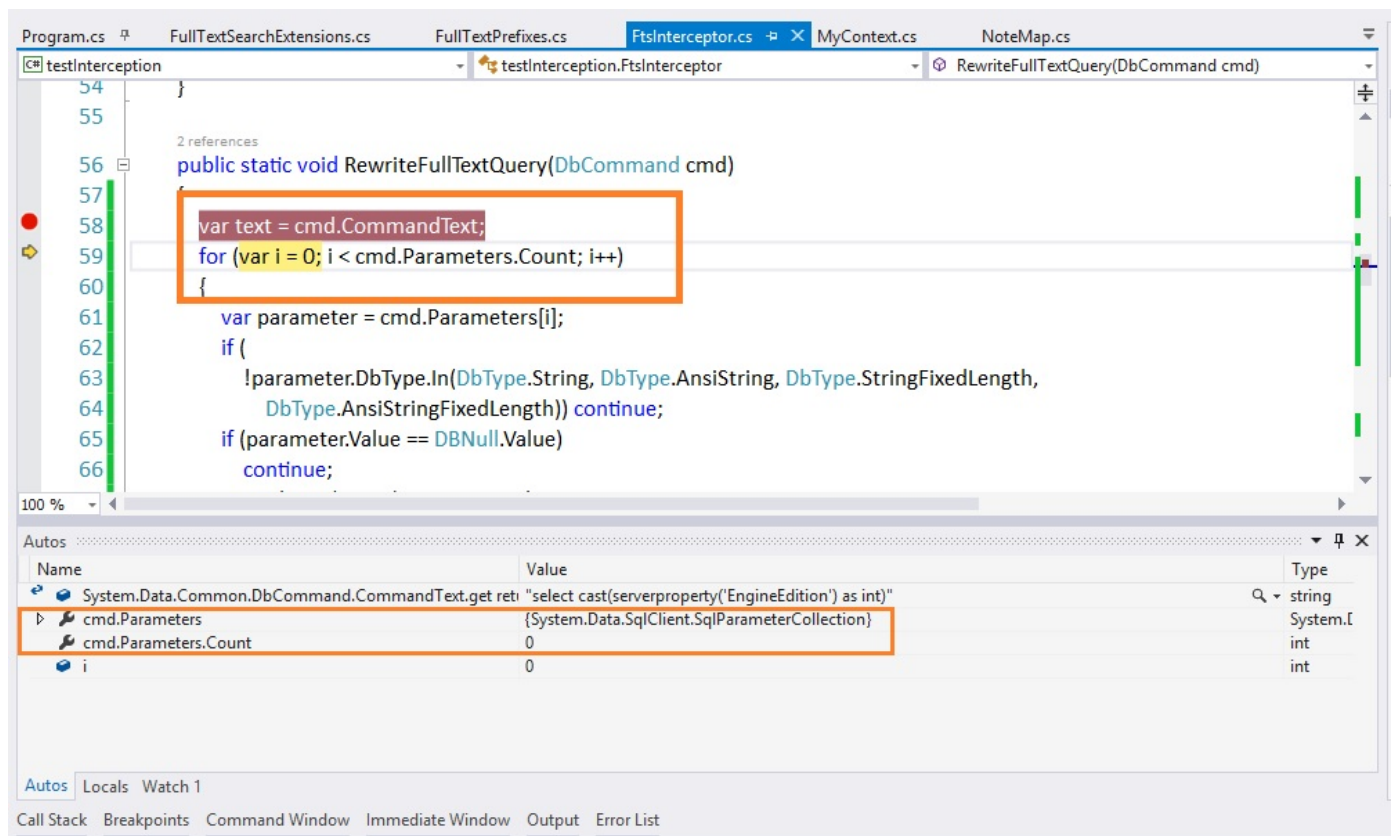 Program.cs FullTextSearchExtensions.cs FullTextPrefixes.cs FtsInterceptor.cs MyContext.cs NoteMap.cs
C# testInterception testInterception.FtsInterceptor RewriteFullTextQuery(DbCommand cmd)
54 }
55
2 references
56 public static void RewriteFullTextQuery(DbCommand cmd)
57
58 var text = cmd.CommandText;
59 for (var i = 0; i < cmd.Parameters.Count; i++)
60 {
61 var parameter = cmd.Parameters[i];
62 if (
63 !parameter.DbType.In(DbType.String, DbType.AnsiString, DbType.StringFixedLength,
64 DbType.AnsiStringFixedLength)) continue;
65 if (parameter.Value == DBNull.Value)
66 continue;
100 %
Autos
Name Value Type
System.Data.Common.DbCommand.CommandText.get ret "select cast(serverproperty('EngineEdition') as int)" string
cmd.Parameters {System.Data.SqlClient.SqlParameterCollection} System.D
cmd.Parameters.Count 0 int
i 0 int
Autos Locals Watch 1
Call Stack Breakpoints Command Window Immediate Window Output Error List